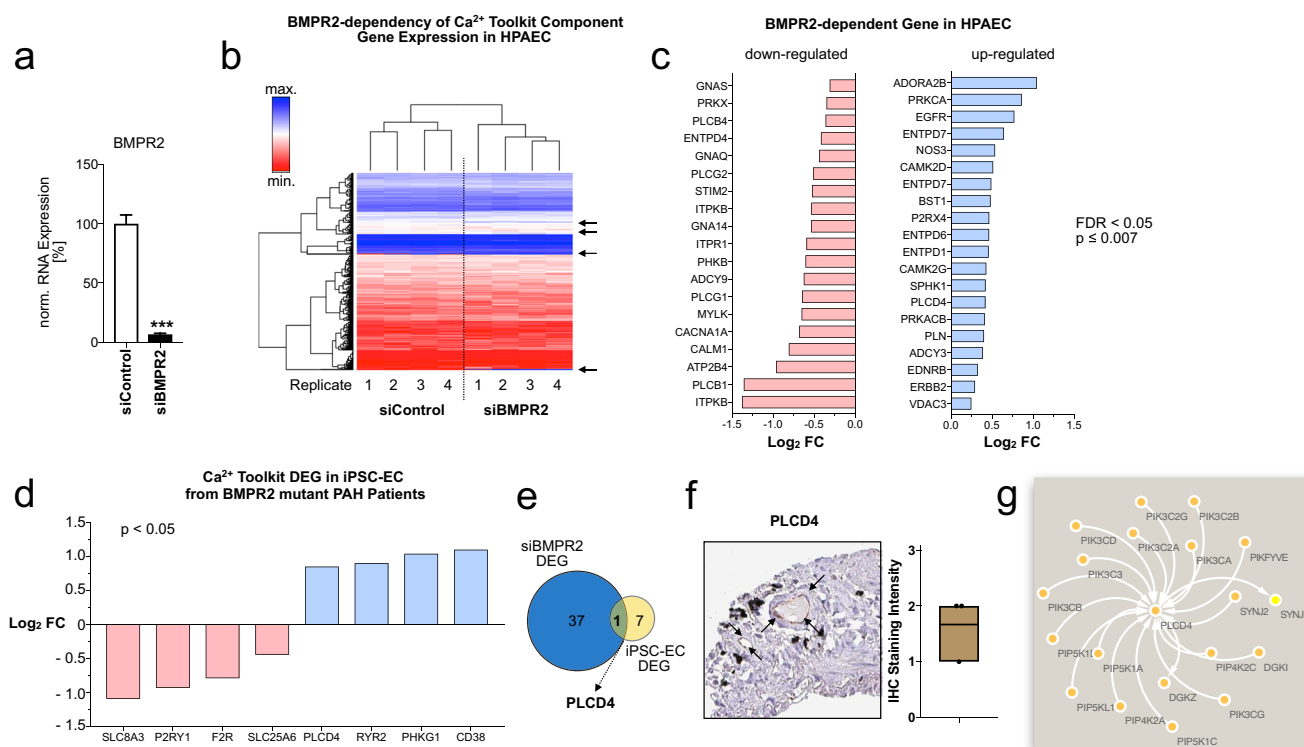 BMPR2-dependency of Ca²⁺ Toolkit Component
Gene Expression in HPAEC
BMPR2-dependent Gene in HPAEC
a
BMPR2
150
100
50
0
norm. RNA Expression
[%]
***
siControl
siBMPR2
b
max.
min.
Replicate
1 2 3 4 1 2 3 4
siControl siBMPR2
c
down-regulated
GNAS
PRKX
PLCB4
ENTPD4
GNAQ
PLCG2
STIM2
ITPKB
GNA14
ITPR1
PHKB
ADCY9
PLCG1
MYLK
CACNA1A
CALM1
ATP2B4
PLCB1
ITPKB
-1.5 -1.0 -0.5 0.0
Log₂ FC
up-regulated
ADORA2B
PRKCA
EGFR
ENTPD7
NOS3
CAMK2D
ENTPD7
BST1
P2RX4
ENTPD6
ENTPD1
CAMK2G
SPHK1
PLCD4
PRKACB
PLN
ADCY3
EDNRB
ERBB2
VDAC3
0.0 0.5 1.0 1.5
Log₂ FC
FDR < 0.05
p ≤ 0.007
d
Ca²⁺ Toolkit DEG in iPSC-EC
from BMPR2 mutant PAH Patients
p < 0.05
1.5
1.0
0.5
Log₂ FC 0
- 0.5
- 1.0
- 1.5
SLC8A3 P2RY1 F2R SLC25A6 PLCD4 RYR2 PHKG1 CD38
e
siBMPR2
DEG
37 1 7
iPSC-EC
DEG
PLCD4
f
PLCD4
3
2
1
0
IHC Staining Intensity
g
PIK3C2G
PIK3C2B
PIK3CD
PIK3C2A
PIK3CA
PIKFYVE
PIK3C3
PIK3CB
PLCD4
SYNJ2
SYNJ
PIP5K1
PIP5K1A
PIP4K2C
DGKI
DGKZ
PIP5KL1
PIP4K2A
PIK3CG
PIP5K1C